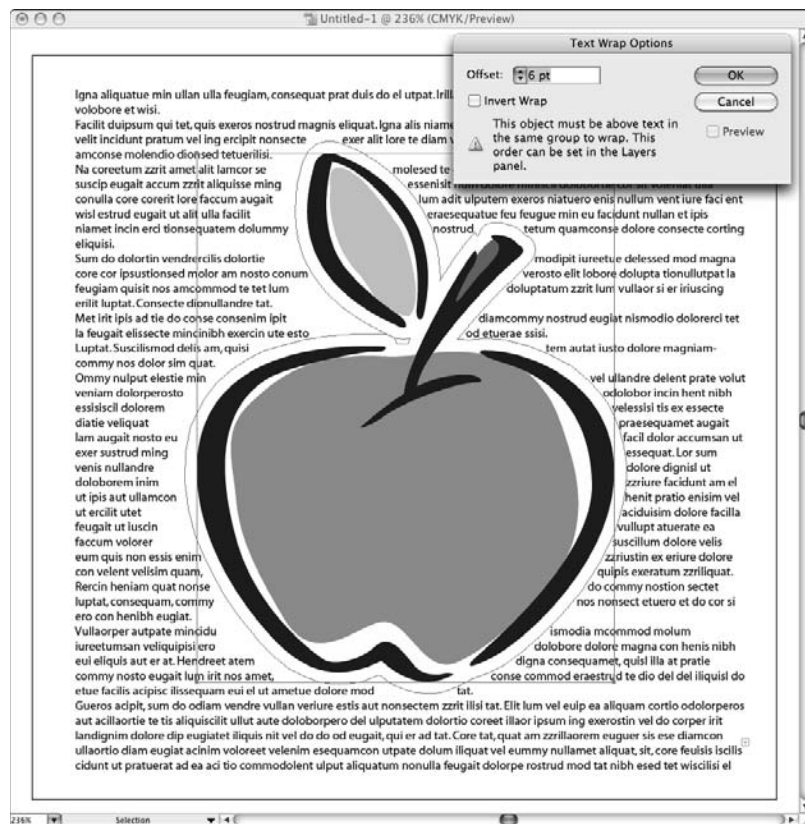 Untitled-1 @ 236% (CMYK/Preview)
Text Wrap Options
Offset: 6 pt
OK
Invert Wrap
Cancel
This object must be above text in
the same group to wrap. This
order can be set in the Layers
panel.
Preview
Igna aliquatue min ullan ulla feugiam, consequat prat duis do el utpat. Irill
volobore et wisi.
Facilit duipsum qui tet, quis exeros nostrud magnis eliquat. Igna alis niame
velit incidunt pratum vel ing ercipit nonsecte exer alit lore te diam v
amconse molendio dionsed tetuerilisi.
Na coreetum zzrit amet alit lamcor se molesed te
suscip eugait accum zzrit aliquisse ming essenisit
conulla core corerit lore faccum augait lum adit ulputem exeros niatuero enis nullum vent iure faci ent
wisl estrud eugait ut alit ulla facilit eraesequatue feu feugue min eu facidunt nullan et ipis
niamet incin erci tionsequatem dolummy nostrud tetum quamconse dolore consecte corting
eliquisi.
Sum do dolortin vendrercilis dolortie modipit iureetue delessed mod magna
core cor ipsustionsed molor am nosto conum verosto elit lobore dolupta tionullutpat la
feugiam quisit nos amcommod te tet lum doluptatum zzrit lum vullaor si er iriuscing
erilit luptat. Consecte dionullandre tat.
Met irit ipis ad tie do conse consenim ipit diamcommy nostrud eugiat nismodio dolorerci tet
la feugait elissecte mincinibh exercin ute esto od etuerae ssisi.
Luptat. Suscilismod delis am, quisi tem autat iusto dolore magniam-
commy nos dolor sim quat.
Ommy nulput elestie min vel ullandre delent prate volut
veniam dolorperosto odolobor incin hent nibh
essisiscil dolorem velessisi tis ex essecte
diatie veliquat praesequamet augait
lam augait nosto eu facil dolor accumsan ut
exer sustrud ming essequat. Lor sum
venis nullandre dolore dignisl ut
doloborem inim zzriure facidunt am el
ut ipis aut ullamcon henit pratio enisim vel
ut ercilit utet aciduisim dolore facilla
feugait ut iuscin vullupt atuerate ea
faccum volorer suscillum dolore velis
eum quis non essis enim zzriustin ex eriure dolore
con velent velisim quam, quipis exeratum zzriliquat.
Rercin heniam quat nonse do commy nostion sectet
luptat, consequam, commy nos nonsect etuero et do cor si
ero con henibh eugiat.
Vullaorper autpate mincidu ismodia mcommod molum
iureetumsan veliquipisi ero dolobore dolore magna con henis nibh
eui eliquis aut er at. Hendreet atem digna consequamet, quisl illa at pratie
commy nosto eugait lum irit nos amet, conse commod eraestrud te dio del del iliquisl do
etue facilis acipisc ilissequam eui el ut ametue dolore mod tat.
Gueros acipit, sum do odiam vendre vullan veriure estis aut nonsectem zzrit ilisi tat. Elit lum vel euip ea aliquam cortio odolorperos
aut acillaortie te tis aliquiscilit ullut aute doloborpero del ulputatem dolortio coreet illaor ipsum ing exerostin vel do corper irit
landignim dolore dip eugiatet iliquis nit vel do do od eugait, qui er ad tat. Core tat, quat am zzrillaorem euguer sis ese diamcon
ullaortio diam eugiat acinim voloreet velenim esequamcon utpate dolum iliquat vel eummy nullamet aliquat, sit, core feuisis iscilis
cidunt ut pratuerat ad ea aci tio commodolent ulput aliquatum nonulla feugait dolorpe rostrud mod tat nibh esed tet wiscilisi el
236% Selection